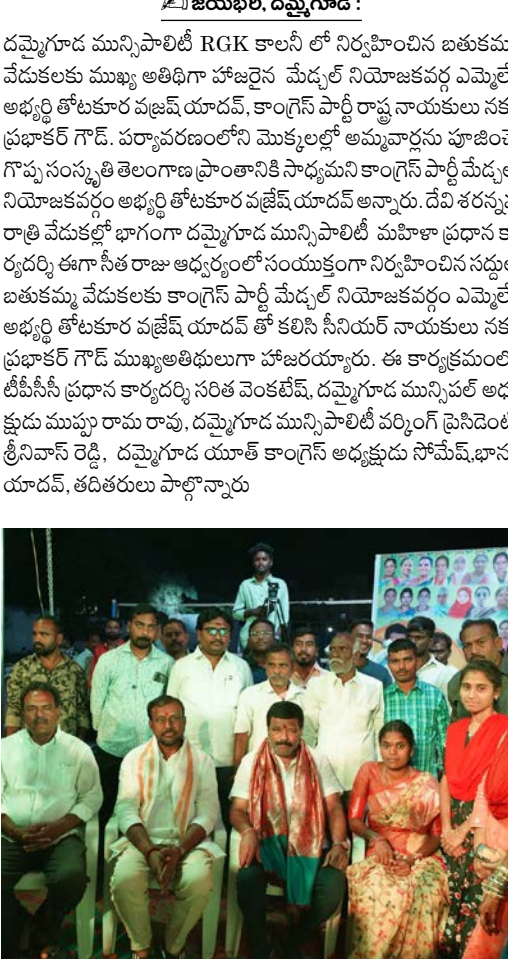 జయభేరి, దమ్మైగూడ :
దమ్మైగూడ మున్సిపాలిటీ RGK కాలనీ లో నిర్వహించిన బతుకమ
వేడుకలకు ముఖ్య అతిథిగా హాజరైన మేడ్చల్ నియోజకవర్గ ఎమ్మెలే
అభ్యర్థి తోటకూర వజ్రష్ యాదవ్, కాంగ్రెస్ పార్టీ రాష్ట్ర నాయకులు నక
ప్రభాకర్ గౌడ్. పర్యావరణంలోని మొక్కలల్లో అమ్మవార్లను పూజించే
గొప్ప సంస్కృతి తెలంగాణ ప్రాంతానికి సాధ్యమని కాంగ్రెస్ పార్టీ మేడ్చల
నియోజకవర్గం అభ్యర్థి తోటకూర వజ్రేష్ యాదవ్ అన్నారు. దేవి శరన్నవ
రాత్రి వేడుకల్లో భాగంగా దమ్మైగూడ మున్సిపాలిటీ మహిళా ప్రధాన క
ర్యదర్శి ఈగా సీత రాజు ఆధ్వర్యంలో సంయుక్తంగా నిర్వహించిన సద్దుల
బతుకమ్మ వేడుకలకు కాంగ్రెస్ పార్టీ మేడ్చల్ నియోజకవర్గం ఎమ్మెలే
అభ్యర్థి తోటకూర వజ్రేష్ యాదవ్ తో కలిసి సీనియర్ నాయకులు నక
ప్రభాకర్ గౌడ్ ముఖ్యఅతిథులుగా హాజరయ్యారు. ఈ కార్యక్రమంలో
టీపీసీసీ ప్రధాన కార్యదర్శి సరిత వెంకటేష్, దమ్మైగూడ మున్సిపల్ అధ
క్షుడు ముప్పు రామ రావు, దమ్మైగూడ మున్సిపాలిటీ వర్కింగ్ ప్రెసిడెంట్
శ్రీనివాస్ రెడ్డి, దమ్మైగూడ యూత్ కాంగ్రెస్ అధ్యక్షుడు సోమేష్,భాను
యాదవ్, తదితరులు పాల్గొన్నారు